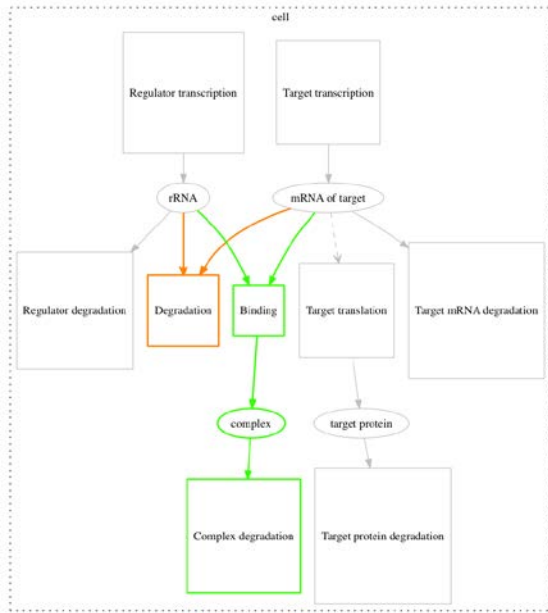 cell
Regulator transcription
Target transcription
rRNA
mRNA of target
Regulator degradation
Degradation
Binding
Target translation
Target mRNA degradation
complex
target protein
Complex degradation
Target protein degradation